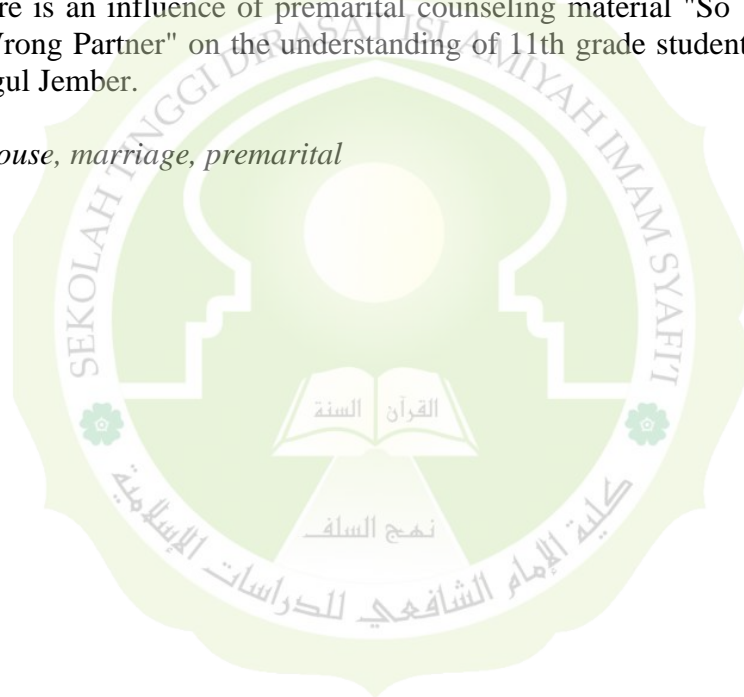 re is an influence of premarital counseling material "So
Vrong Partner" on the understanding of 11th grade student
gul Jember.
ouse, marriage, premarital
SEKOLAH TINGGI DIRASAT ISLAMIYAH IMAM SYAFI'I
السنة القرآن
نهج السلف
كلية الإمام الشافعي للدراسات الإسلامية